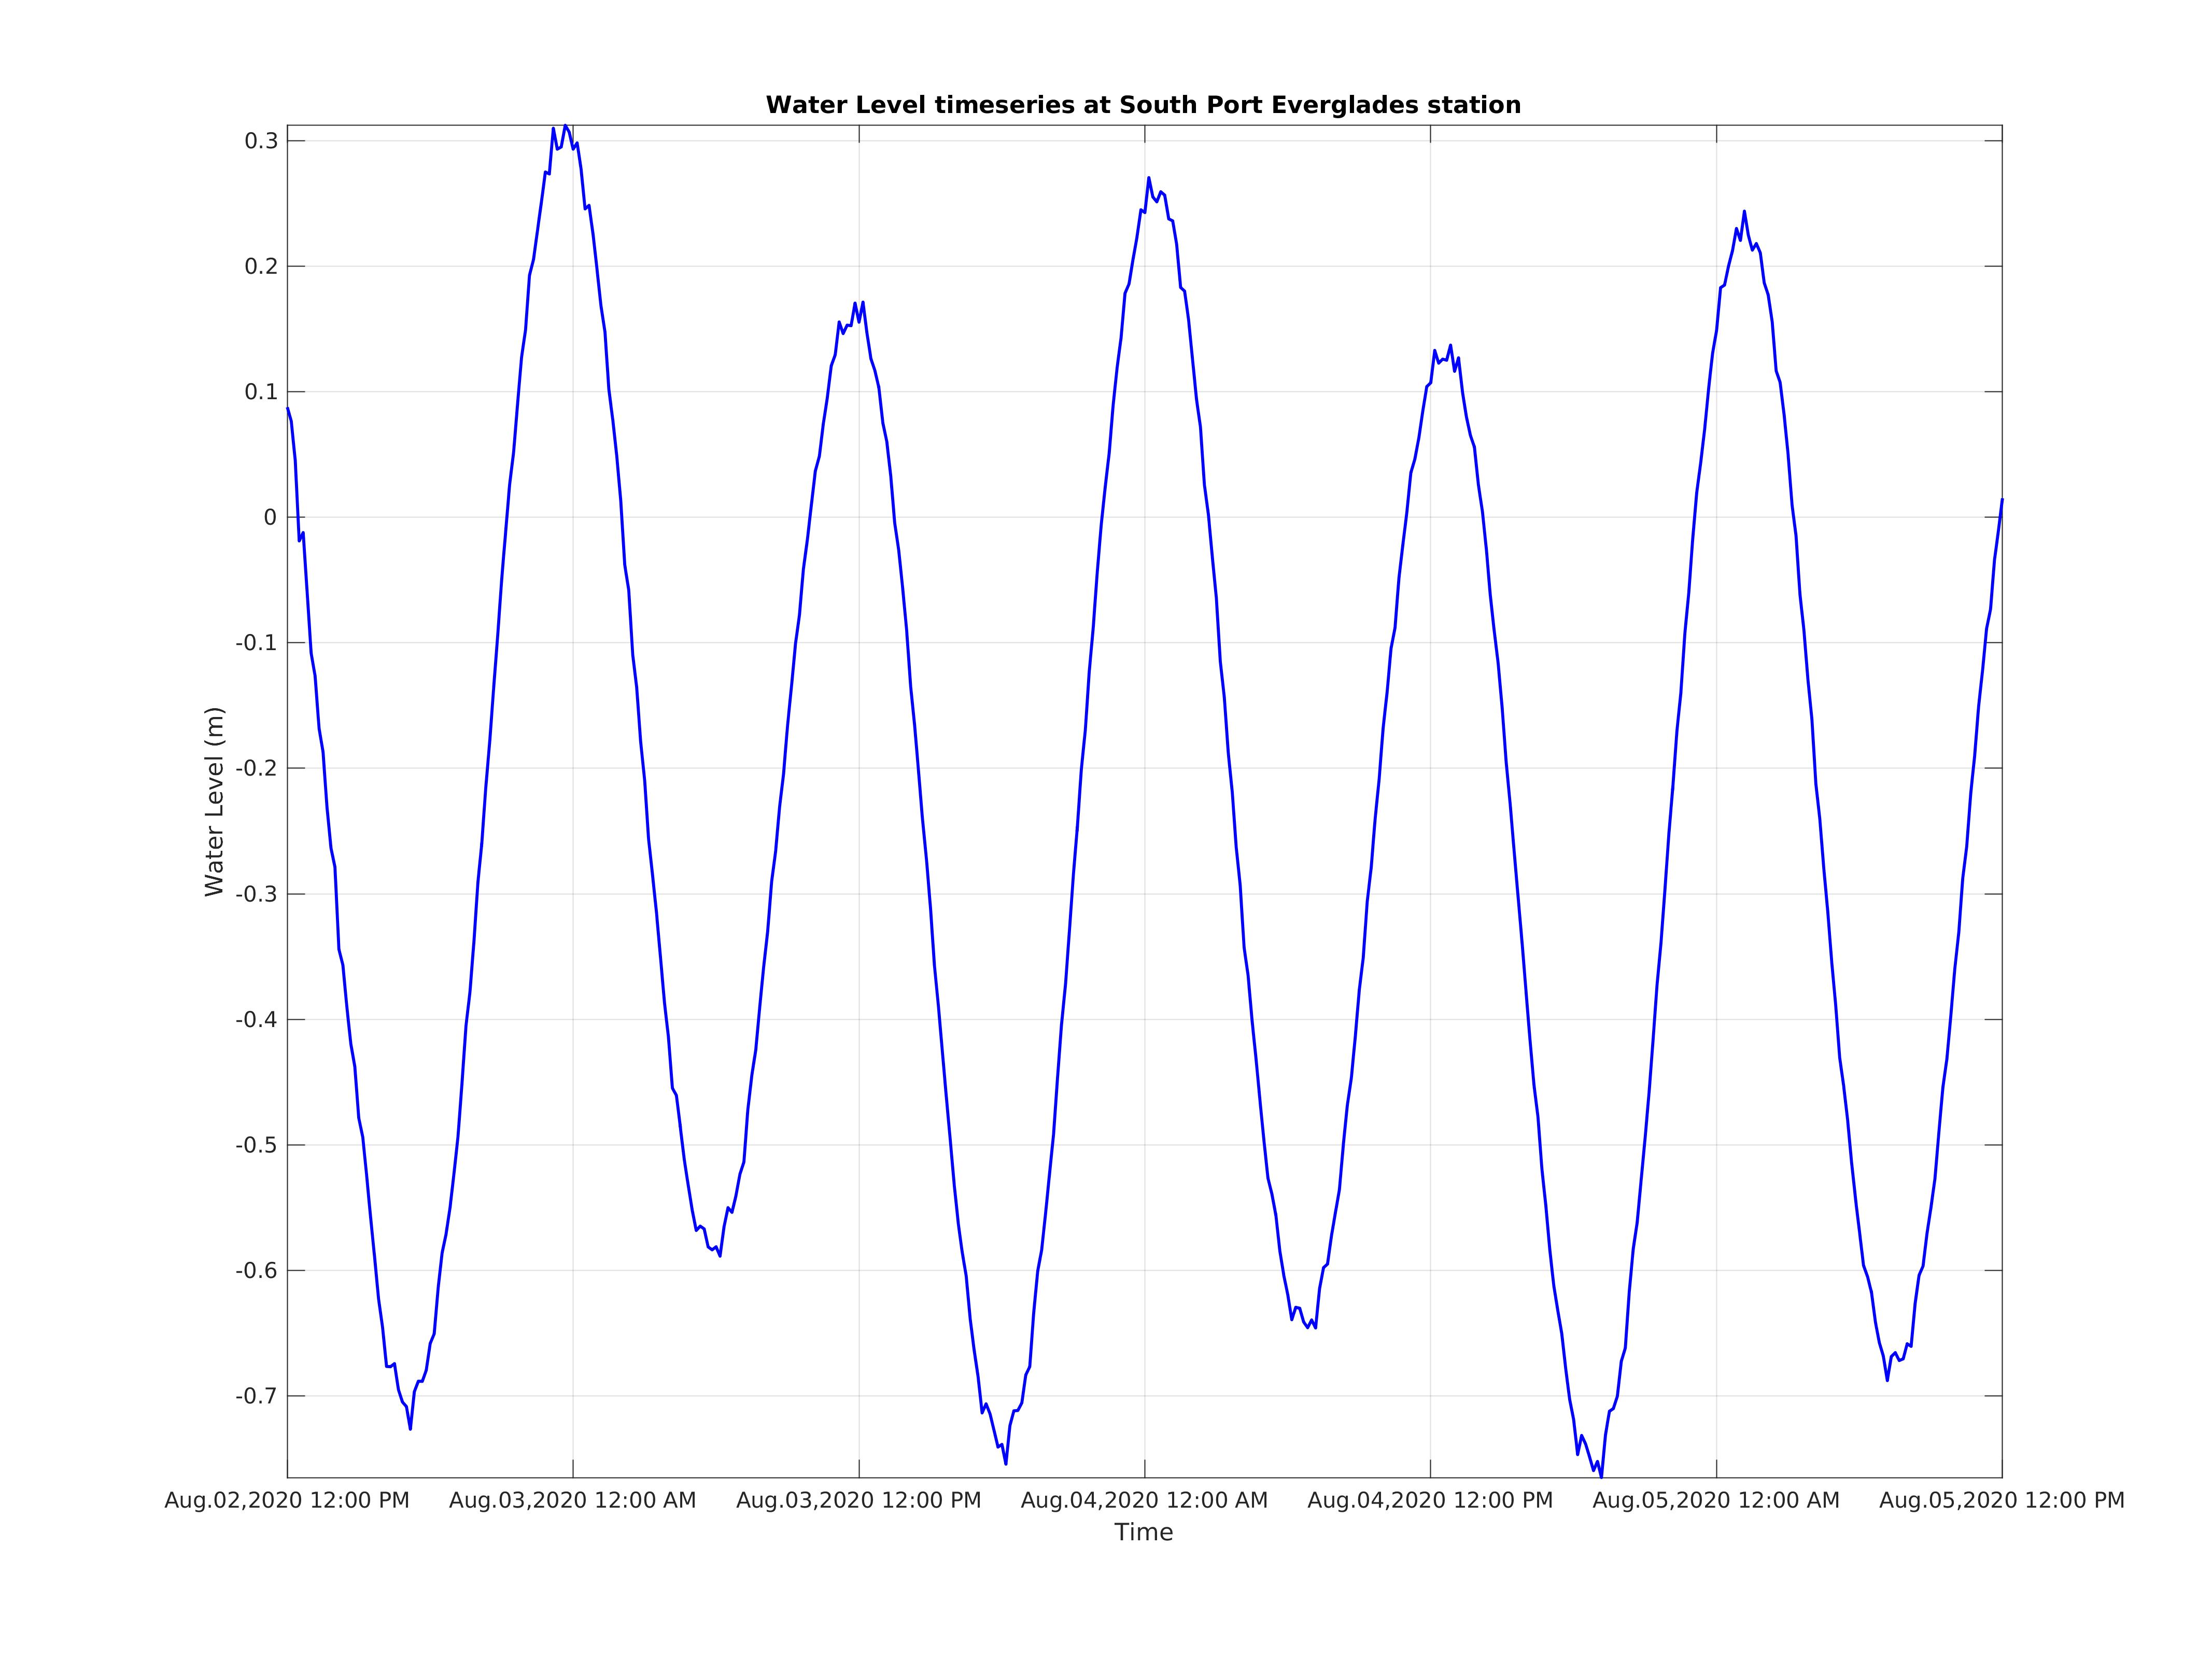 Water Level timeseries at South Port Everglades station
0.3
0.2
0.1
0
-0.1
-0.2
-0.3
-0.4
-0.5
-0.6
-0.7
Water Level (m)
Aug.02,2020 12:00 PM
Aug.03,2020 12:00 AM
Aug.03,2020 12:00 PM
Aug.04,2020 12:00 AM
Aug.04,2020 12:00 PM
Aug.05,2020 12:00 AM
Aug.05,2020 12:00 PM
Time